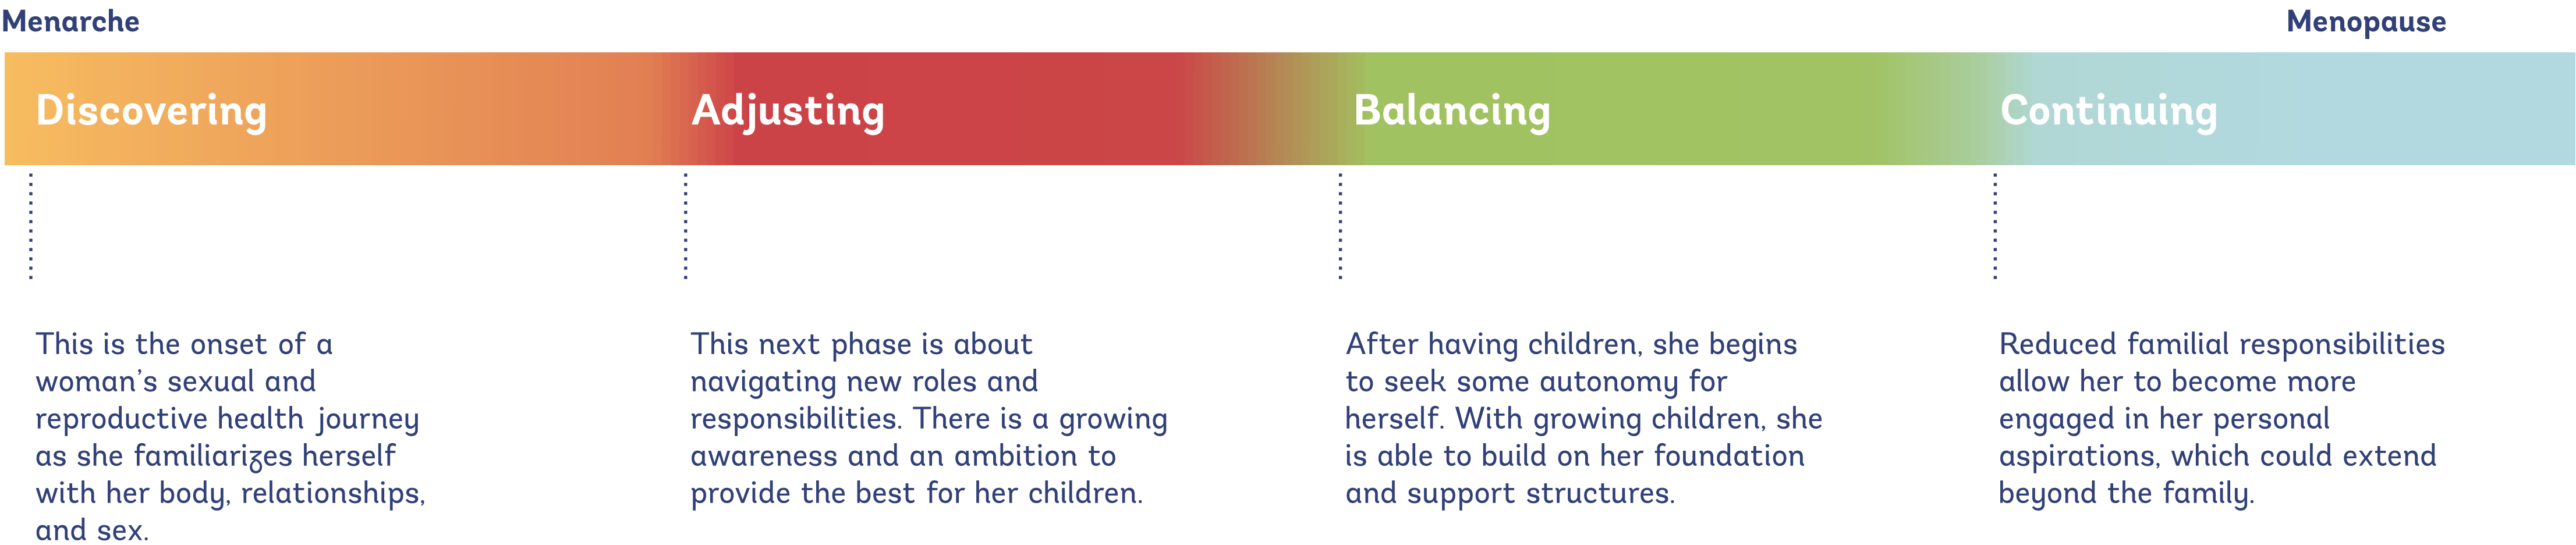 Menarche
Menopause
Discovering
Adjusting
Balancing
Continuing
This is the onset of a
woman's sexual and
reproductive health journey
as she familiarizes herself
with her body, relationships,
and sex.
This next phase is about
navigating new roles and
responsibilities. There is a growing
awareness and an ambition to
provide the best for her children.
After having children, she begins
to seek some autonomy for
herself. With growing children, she
is able to build on her foundation
and support structures.
Reduced familial responsibilities
allow her to become more
engaged in her personal
aspirations, which could extend
beyond the family.